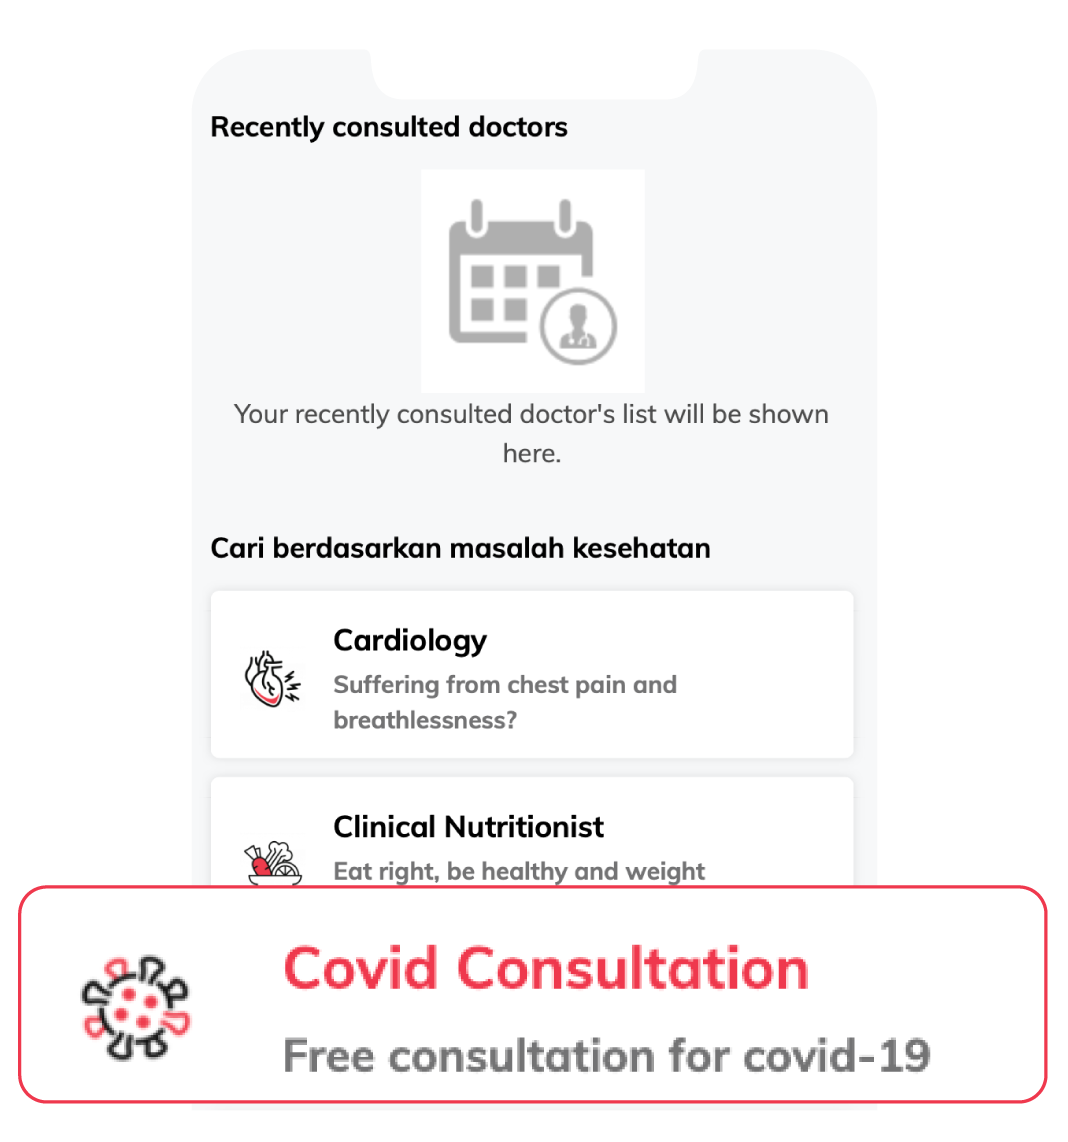 Recently consulted doctors
Your recently consulted doctor's list will be shown
here.
Cari berdasarkan masalah kesehatan
Cardiology
Suffering from chest pain and
breathlessness?
Clinical Nutritionist
Eat right, be healthy and weight
Covid Consultation
Free consultation for covid-19